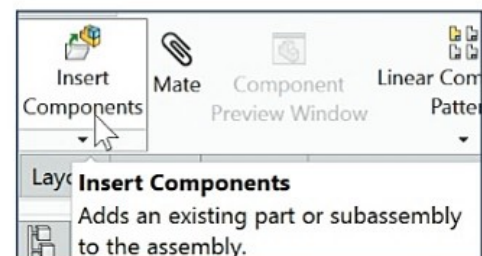 Insert
Components
Mate
Component
Preview Window
Linear Com
Patte
Layo
Insert Components
Adds an existing part or subassembly
to the assembly.